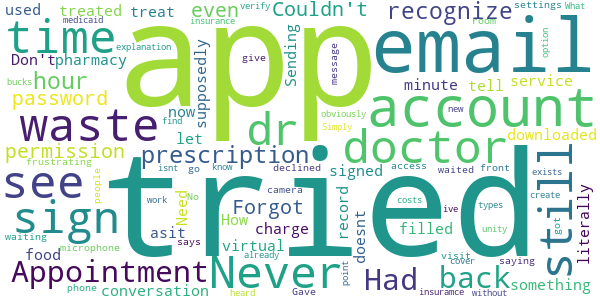 used
medicaid
treated
treat
even
Couldn't
recognize
settings
What
bucks
insurance
verify
room
option
explanation
time
app
email
Don't
pharmacy
supposedly
Sending
give
message
hour
minute
tell
service
password
now
obviously
Simply
new
waste
dr
account
find
let
downloaded
permission
prescription
doctor
frustrating
see
people
isnt
go
know
declined
signed
access
waited
front
tried
still
literally
camera
exists
sign
work
Need
No
Forgot
record
costs
ive
types
create
How
asit
charge
doesnt
filled
unity
got
waiting
microphone
says
virtual
already
visit
saying
food
Never
Had
back
cover
Appointment
point
something
phone
conversation
heard
Gave
insuramce
without